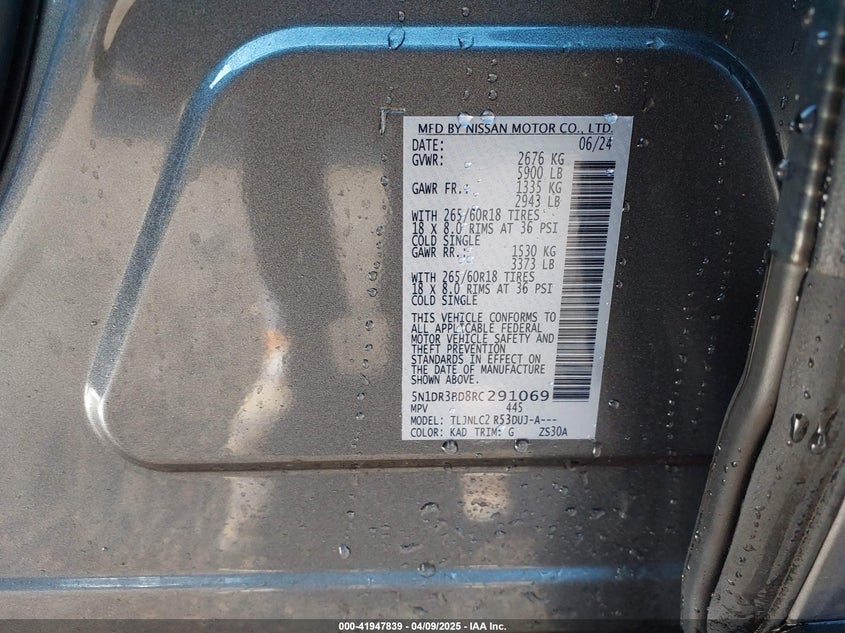 MFD BY NISSAN MOTOR CO., LTD.
DATE: 06/24
GVWR: 2676 KG
5900 LB
GAWR FR.: 1335 KG
2943 LB
WITH 265/60R18 TIRES
18 X 8.0 RIMS AT 36 PSI
COLD SINGLE
GAWR RR.: 1530 KG
3373 LB
WITH 265/60R18 TIRES
18 X 8.0 RIMS AT 36 PSI
COLD SINGLE
THIS VEHICLE CONFORMS TO
ALL APPLICABLE FEDERAL
MOTOR VEHICLE SAFETY AND
THEFT PREVENTION
STANDARDS IN EFFECT ON
THE DATE OF MANUFACTURE
SHOWN ABOVE.
5N1DR3BD8RC291069
MPV 445
MODEL: TLJNLC2 R53DUJ-A---
COLOR: KAD TRIM: G ZS30A
000-41947839 - 04/09/2025 - IAA Inc.